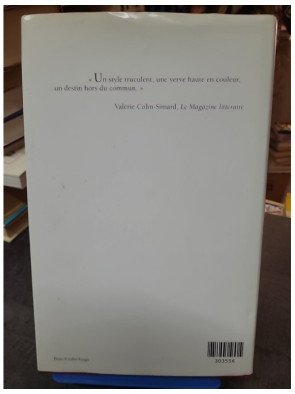 « Un style truculent, une verve haute en couleur,
un destin hors du commun. »
Valérie Colin-Simard, Le Magazine littéraire
303554